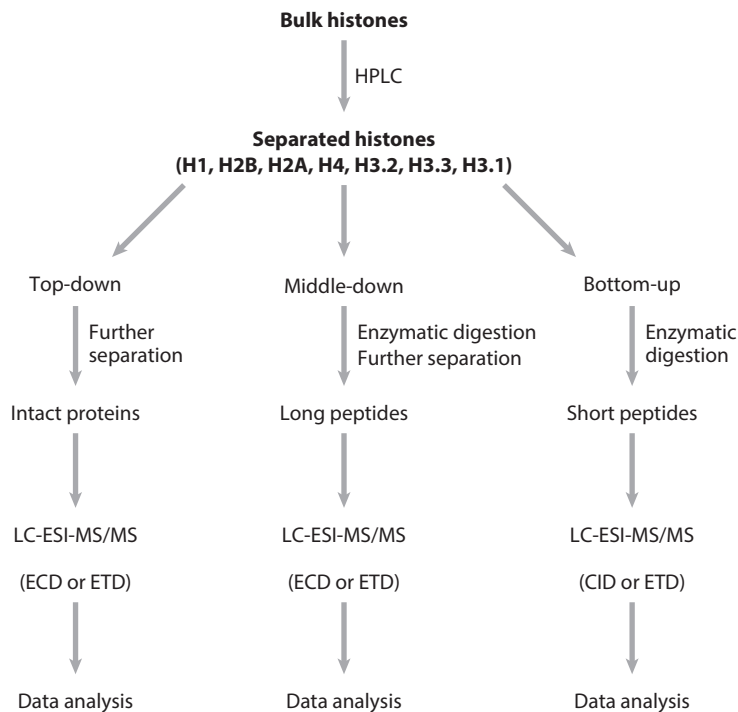 Bulk histones
HPLC
Separated histones
(H1, H2B, H2A, H4, H3.2, H3.3, H3.1)
Top-down
Middle-down
Bottom-up
Further
separation
Enzymatic digestion
Further separation
Enzymatic
digestion
Intact proteins
Long peptides
Short peptides
LC-ESI-MS/MS
LC-ESI-MS/MS
LC-ESI-MS/MS
(ECD or ETD)
(ECD or ETD)
(CID or ETD)
Data analysis
Data analysis
Data analysis